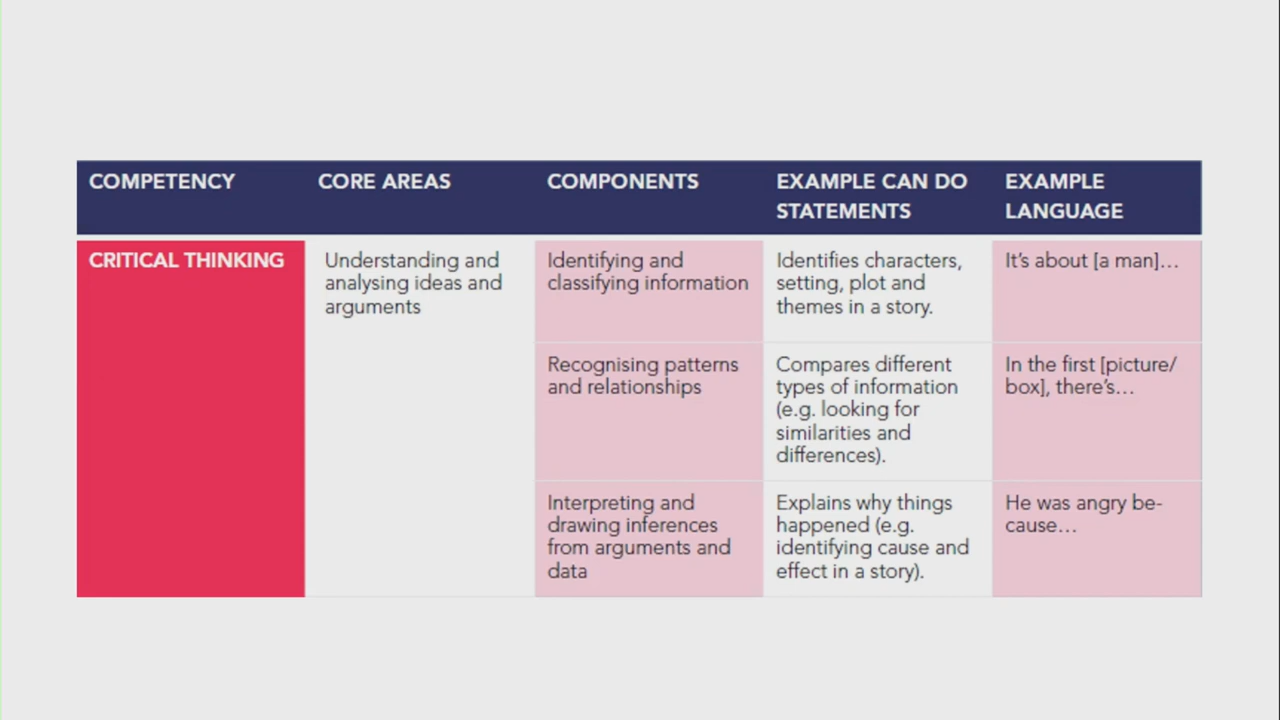 COMPETENCY
CORE AREAS
COMPONENTS
EXAMPLE CAN DO
STATEMENTS
EXAMPLE
LANGUAGE
CRITICAL THINKING
Understanding and
analysing ideas and
arguments
Identifying and
classifying information
Identifies characters,
setting, plot and
themes in a story.
It’s about [a man]…
Recognising patterns
and relationships
Compares different
types of information
(e.g. looking for
similarities and
differences).
In the first [picture/
box], there’s…
Interpreting and
drawing inferences
from arguments and
data
Explains why things
happened (e.g.
identifying cause and
effect in a story).
He was angry be-
cause…